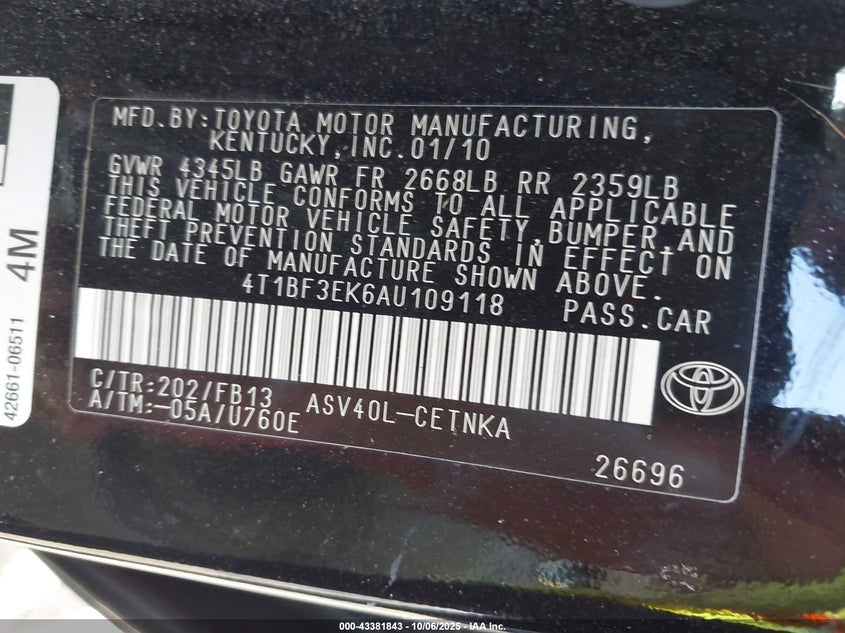 MFD.BY:TOYOTA MOTOR MANUFACTURING,
KENTUCKY,INC.01/10
GVWR 4345LB GAWR FR 2668LB RR 2359LB
THIS VEHICLE CONFORMS TO ALL APPLICABLE
FEDERAL MOTOR VEHICLE SAFETY,BUMPER,AND
THEFT PREVENTION STANDARDS IN EFFECT ON
THE DATE OF MANUFACTURE SHOWN ABOVE.
4T1BF3EK6AU109118 PASS.CAR
C/TR:202/FB13 ASV40L-CETNKA
A/TM:-05A/U760E
26696
42661-06511 4M
000-43381843 - 10/06/2025 - IAA Inc.